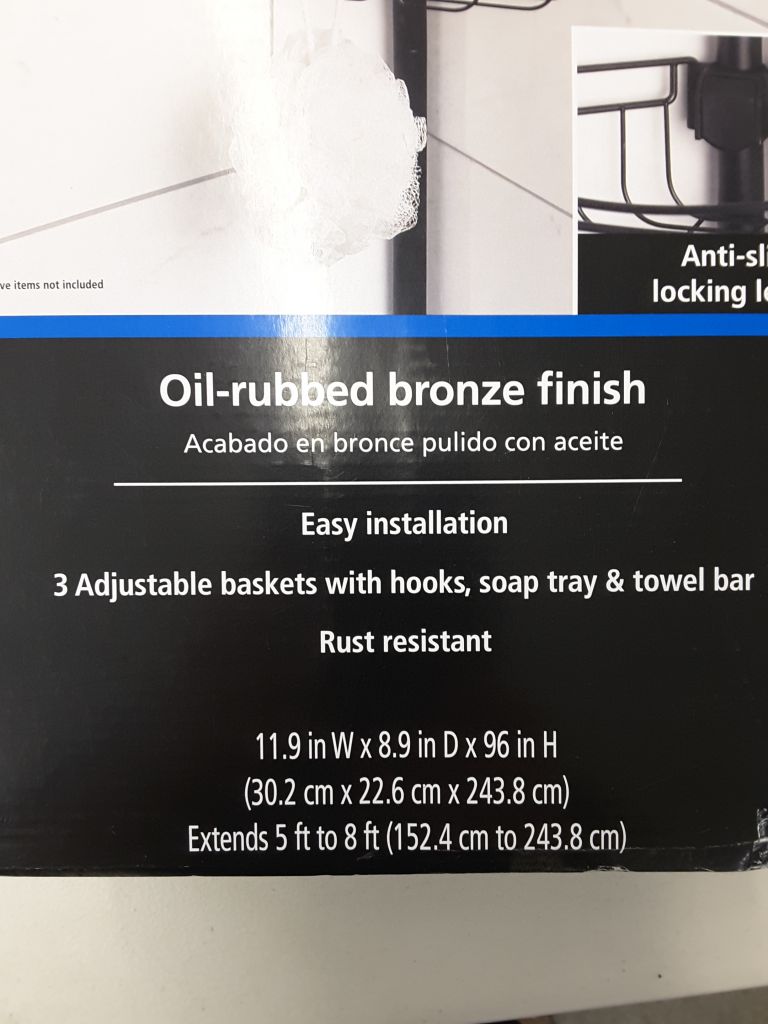 ve items not included
Anti-sli
locking l
Oil-rubbed bronze finish
Acabado en bronce pulido con aceite
Easy installation
3 Adjustable baskets with hooks, soap tray & towel bar
Rust resistant
11.9 in W x 8.9 in D x 96 in H
(30.2 cm x 22.6 cm x 243.8 cm)
Extends 5 ft to 8 ft (152.4 cm to 243.8 cm)